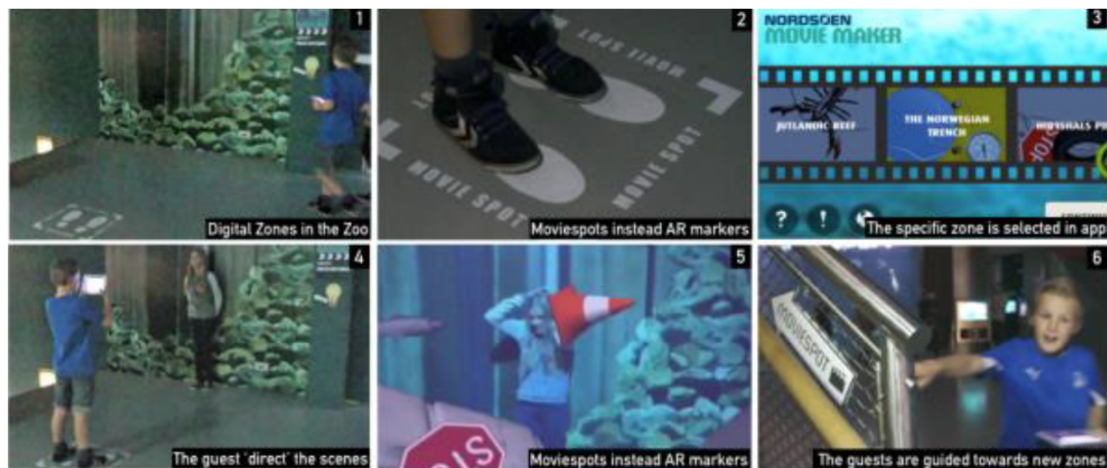 1
Digital Zones in the Zoo
2
MOVIE SPOT
MOVIE SPOT
MOVIE SPOT
Moviespots instead AR markers
3
NORDSØEN
MOVIE MAKER
JUTLANDIC REEF
THE NORWEGIAN
TRENCH
HIRTSHALS
? !
The specific zone is selected in app
4
The guest 'direct' the scenes
5
Moviespots instead AR markers
6
MOVIESPOT
The guests are guided towards new zones